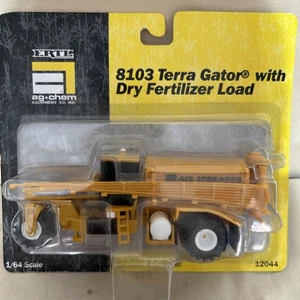 ERTL
ag-chem
EQUIPMENT CO. INC.
8103 Terra Gator® with
Dry Fertilizer Load
AIR SPREADER
1/64 Scale
12044